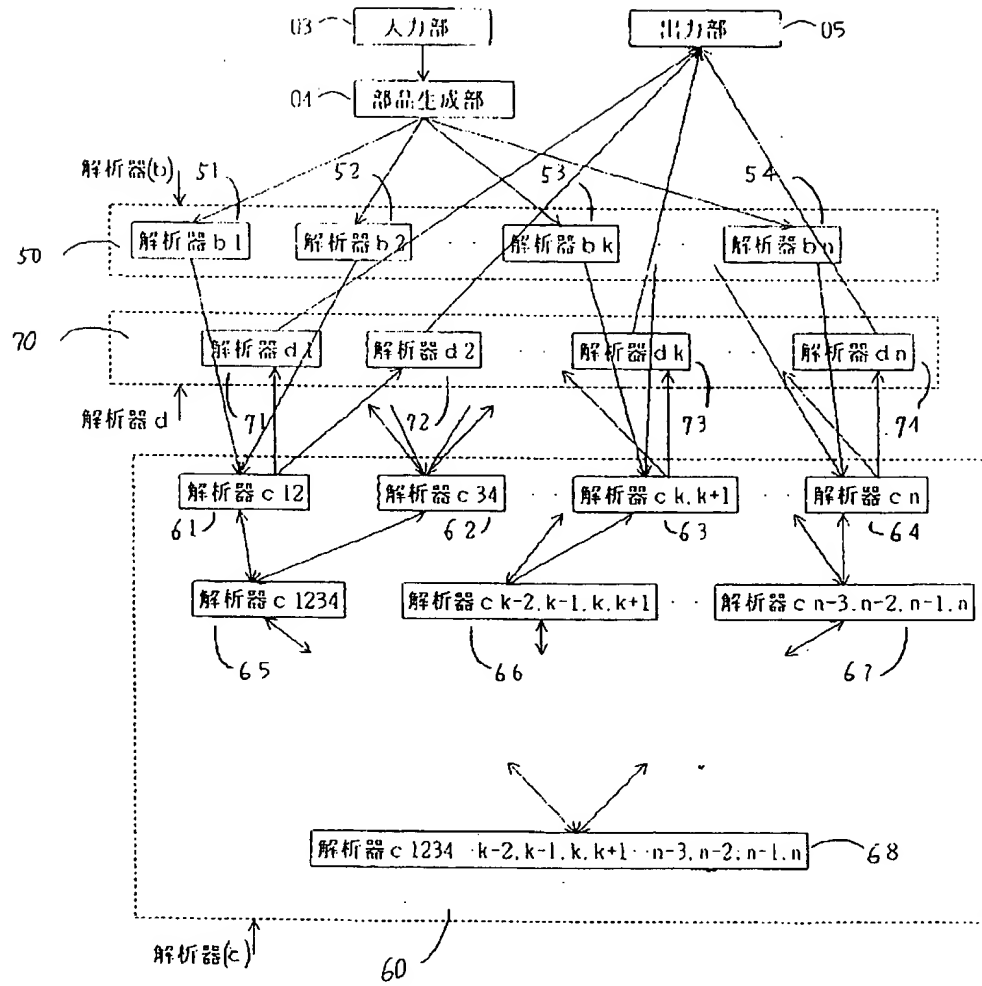 03 入力部 出力部 05
04 部品生成部
解析器(b) 51 52 53 54
50 解析器b1 解析器b2 ·· 解析器bk ·· 解析器bn
70 解析器d1 解析器d2 ·· 解析器dk ·· 解析器dn
解析器d 71 72 73 74
解析器c12 解析器c34 ·· 解析器ck,k+1 ·· 解析器cn
61 62 63 64
解析器c1234 解析器ck-2,k-1,k,k+1 ·· 解析器cn-3,n-2,n-1,n
65 66 67
解析器c1234 ·k-2,k-1,k,k+1··n-3,n-2,n-1,n 68
解析器(c) 60